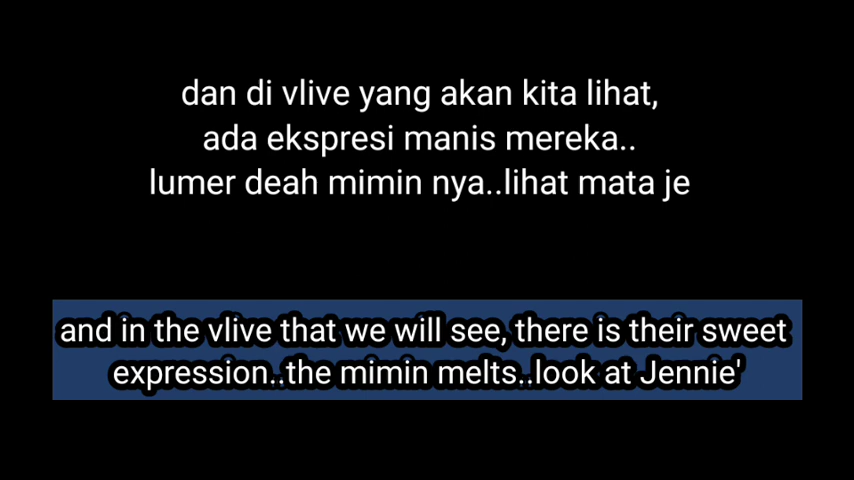 dan di vlive yang akan kita lihat,
ada ekspresi manis mereka..
lumer deah mimin nya..lihat mata je
and in the vlive that we will see, there is their sweet
expression..the mimin melts..look at Jennie'